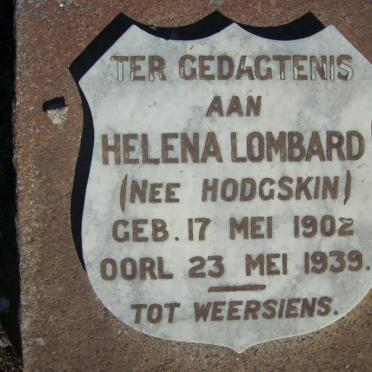 TER GEDAGTENIS
AAN
HELENA LOMBARD
(NEE HODGSKIN)
GEB. 17 MEI 1902
OORL 23 MEI 1939.
TOT WEERSIENS.